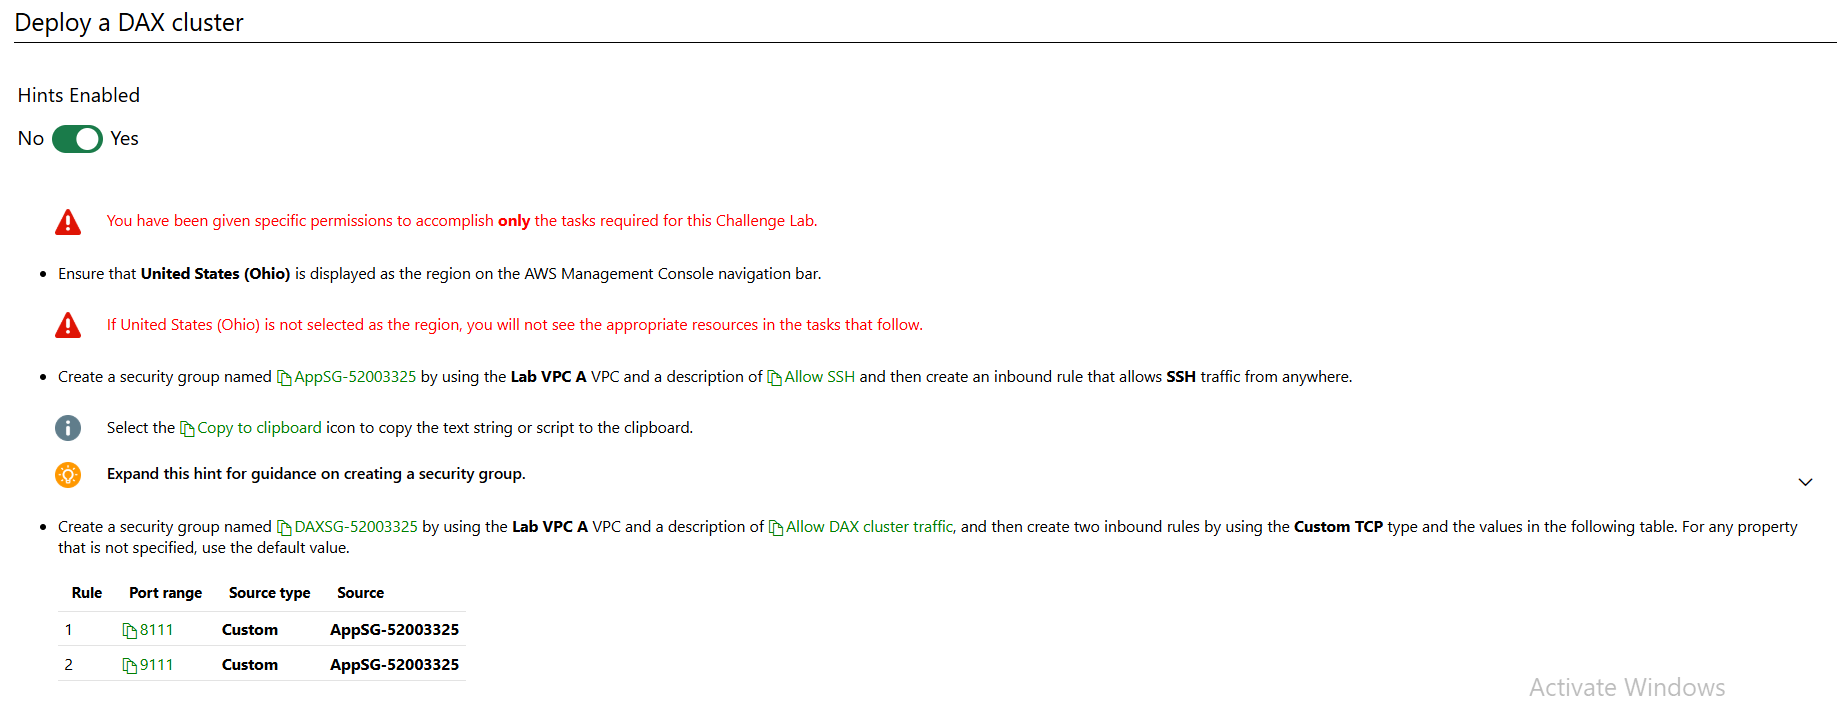 Deploy a DAX cluster
Hints Enabled
No Yes
You have been given specific permissions to accomplish only the tasks required for this Challenge Lab.
Ensure that United States (Ohio) is displayed as the region on the AWS Management Console navigation bar.
If United States (Ohio) is not selected as the region, you will not see the appropriate resources in the tasks that follow.
Create a security group named AppSG-52003325 by using the Lab VPC A VPC and a description of Allow SSH and then create an inbound rule that allows SSH traffic from anywhere.
Select the Copy to clipboard icon to copy the text string or script to the clipboard.
Expand this hint for guidance on creating a security group.
Create a security group named DAXSG-52003325 by using the Lab VPC A VPC and a description of Allow DAX cluster traffic, and then create two inbound rules by using the Custom TCP type and the values in the following table. For any property
that is not specified, use the default value.
Rule Port range Source type Source
1 8111 Custom AppSG-52003325
2 9111 Custom AppSG-52003325
Activate Windows